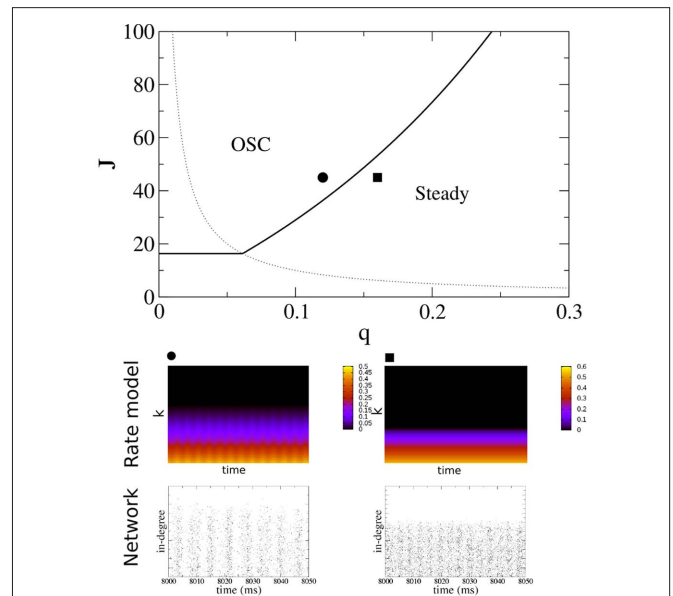 100
80
60
J
40
20
0
OSC
Steady
0 0.1 0.2 0.3
q
Rate model
k
time
0.5
0.45
0.4
0.35
0.3
0.25
0.2
0.15
0.1
0.05
0
k
time
0.6
0.5
0.4
0.3
0.2
0.1
0
Network
in-degree
8000 8010 8020 8030 8040 8050
time (ms)
in-degree
8000 8010 8020 8030 8040 8050
time (ms)